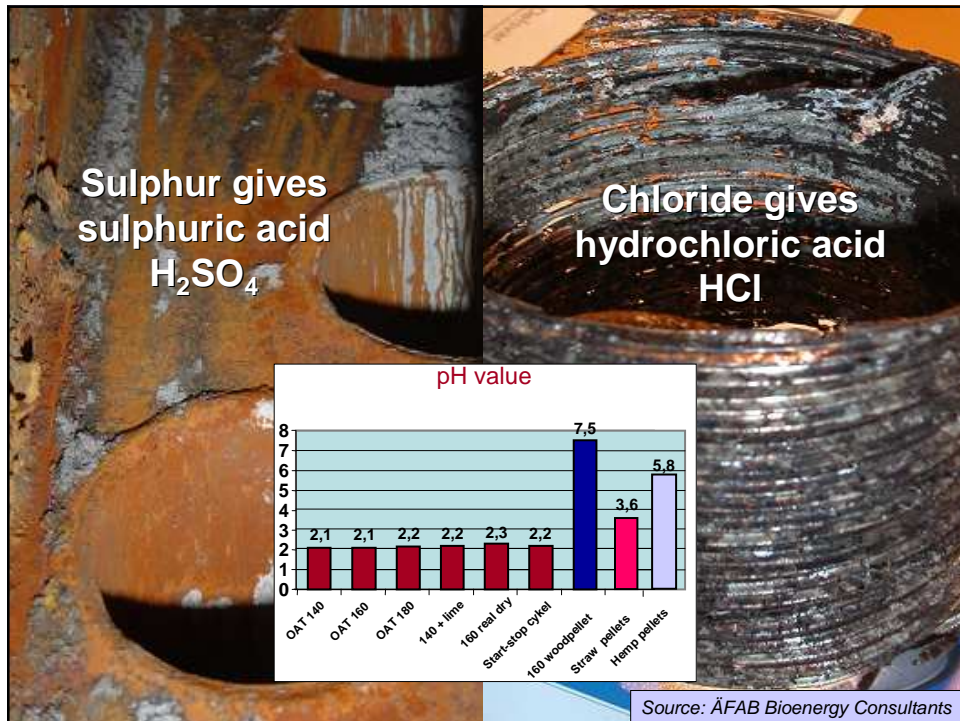 Sulphur gives
sulphuric acid
H₂SO₄
Chloride gives
hydrochloric acid
HCl
pH value
8
7
6
5
4
3
2
1
0
2,1
2,1
2,2
2,2
2,3
2,2
7,5
3,6
5,8
OAT 140
OAT 160
OAT 180
140 + lime
160 real dry
Start-stop cykel
160 woodpellet
Straw pellets
Hemp pellets
Source: ÄFAB Bioenergy Consultants